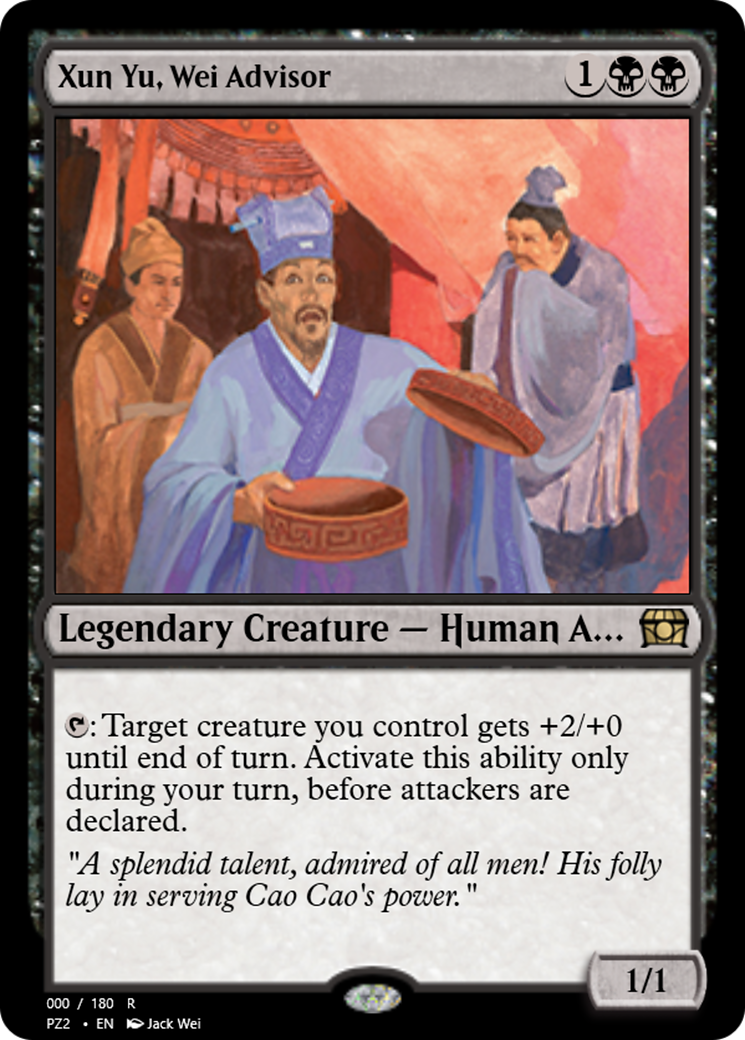 Xun Yu, Wei Advisor 1
Legendary Creature — Human A...
: Target creature you control gets +2/+0
until end of turn. Activate this ability only
during your turn, before attackers are
declared.
"A splendid talent, admired of all men! His folly
lay in serving Cao Cao's power."
1/1
000 / 180 R
PZ2 • EN Jack Wei